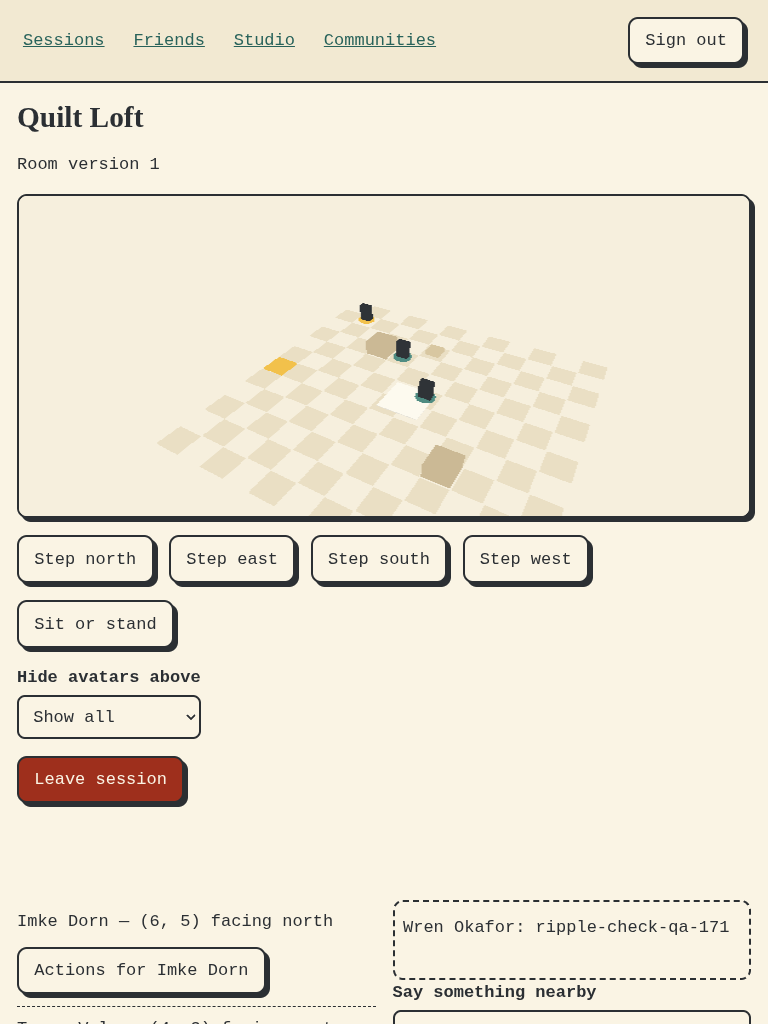 Sessions Friends Studio Communities Sign out
Quilt Loft
Room version 1
Step north Step east Step south Step west
Sit or stand
Hide avatars above
Show all
Leave session
Imke Dorn — (6, 5) facing north
Actions for Imke Dorn
Wren Okafor: ripple-check-qa-171
Say something nearby